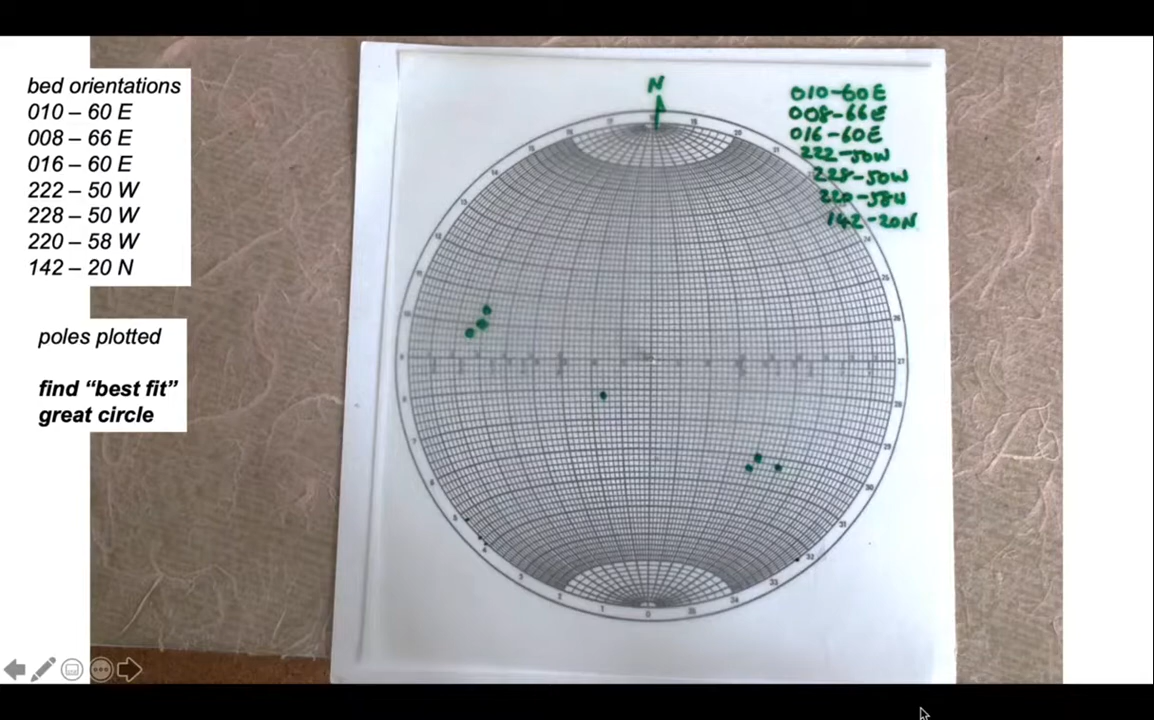 bed orientations
010 – 60 E
008 – 66 E
016 – 60 E
222 – 50 W
228 – 50 W
220 – 58 W
142 – 20 N
poles plotted
find “best fit”
great circle
N
010-60E
008-66E
016-60E
222-50W
228-50W
220-58W
142-20N